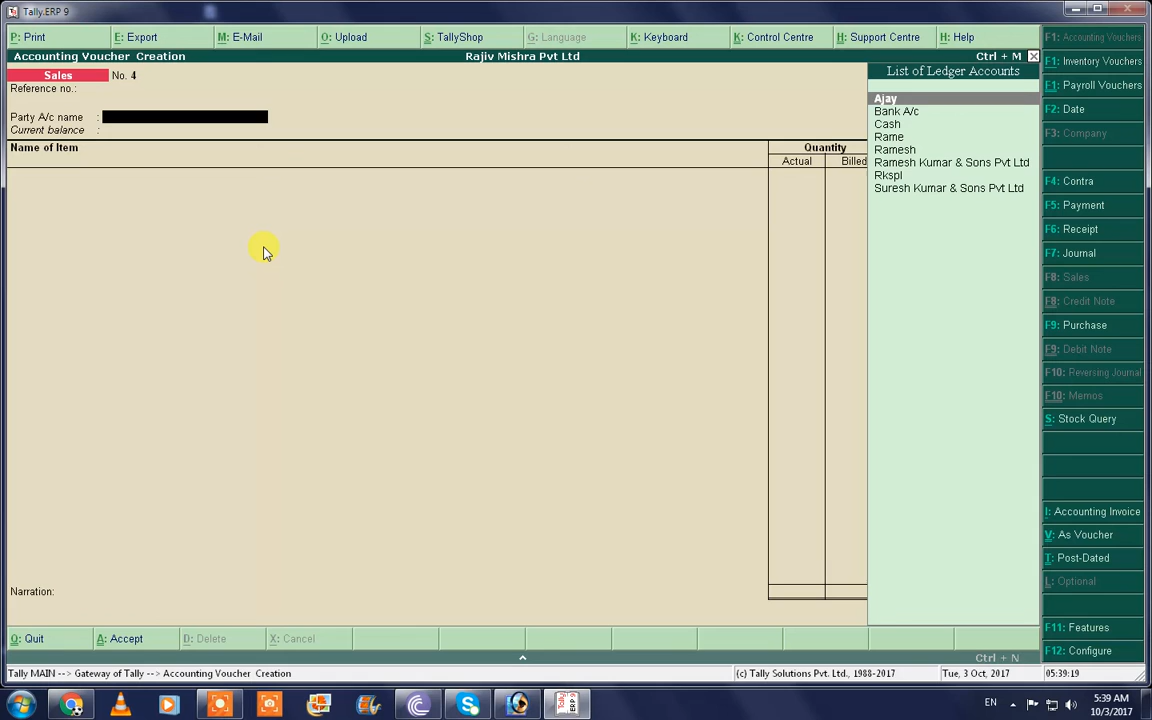 Tally.ERP 9
P: Print
E: Export
M: E-Mail
O: Upload
S: TallyShop
G: Language
K: Keyboard
K: Control Centre
H: Support Centre
H: Help
F1: Accounting Vouchers
Accounting Voucher Creation
Rajiv Mishra Pvt Ltd
Ctrl + M
F1: Inventory Vouchers
Sales No. 4
List of Ledger Accounts
Reference no.:
F1: Payroll Vouchers
Ajay
Bank A/c
F2: Date
Party A/c name :
Cash
Current balance :
F3: Company
Rame
Name of Item
Quantity
Ramesh
Actual Billed
Ramesh Kumar & Sons Pvt Ltd
Rkspl
F4: Contra
Suresh Kumar & Sons Pvt Ltd
F5: Payment
F6: Receipt
F7: Journal
F8: Sales
F8: Credit Note
F9: Purchase
F9: Debit Note
F10: Reversing Journal
F10: Memos
S: Stock Query
I: Accounting Invoice
V: As Voucher
T: Post-Dated
L: Optional
Narration:
F11: Features
Q: Quit
A: Accept
D: Delete
X: Cancel
F12: Configure
Ctrl + N
Tally MAIN --> Gateway of Tally --> Accounting Voucher Creation
(c) Tally Solutions Pvt. Ltd., 1988-2017
Tue, 3 Oct, 2017
05:39:19
EN
5:39 AM
10/3/2017